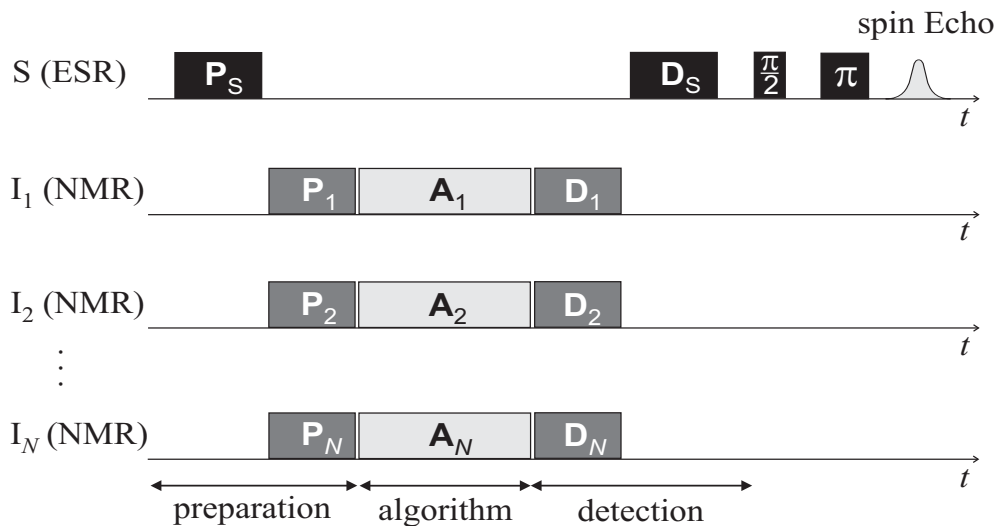 spin Echo
S (ESR) P_S D_S π/2 π
t
I_1 (NMR) P_1 A_1 D_1
t
I_2 (NMR) P_2 A_2 D_2
t
⋮
I_N (NMR) P_N A_N D_N
t
preparation algorithm detection